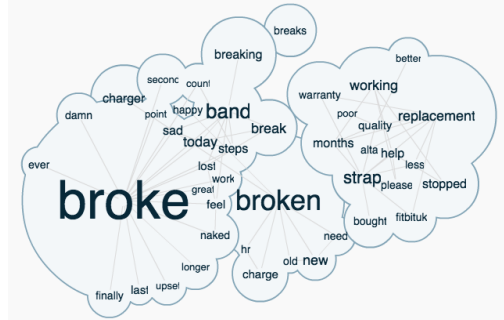 breaks
breaking
better
second
count
working
warranty
charger
happy
band
poor
replacement
damn
point
quality
sad
break
today
steps
months
alta
help
ever
lost
less
work
strap
please
stopped
broke
great
feel
broken
bought
fitbituk
naked
need
hr
longer
old
new
charge
upset
last
finally